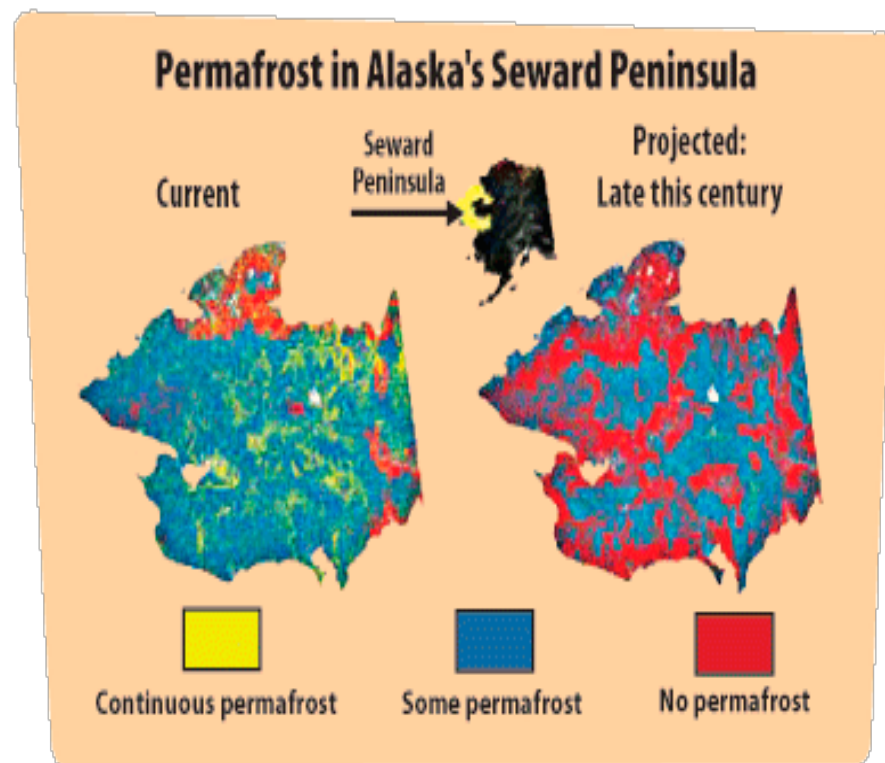 Permafrost in Alaska's Seward Peninsula
Current
Seward
Peninsula
Projected:
Late this century
Continuous permafrost
Some permafrost
No permafrost